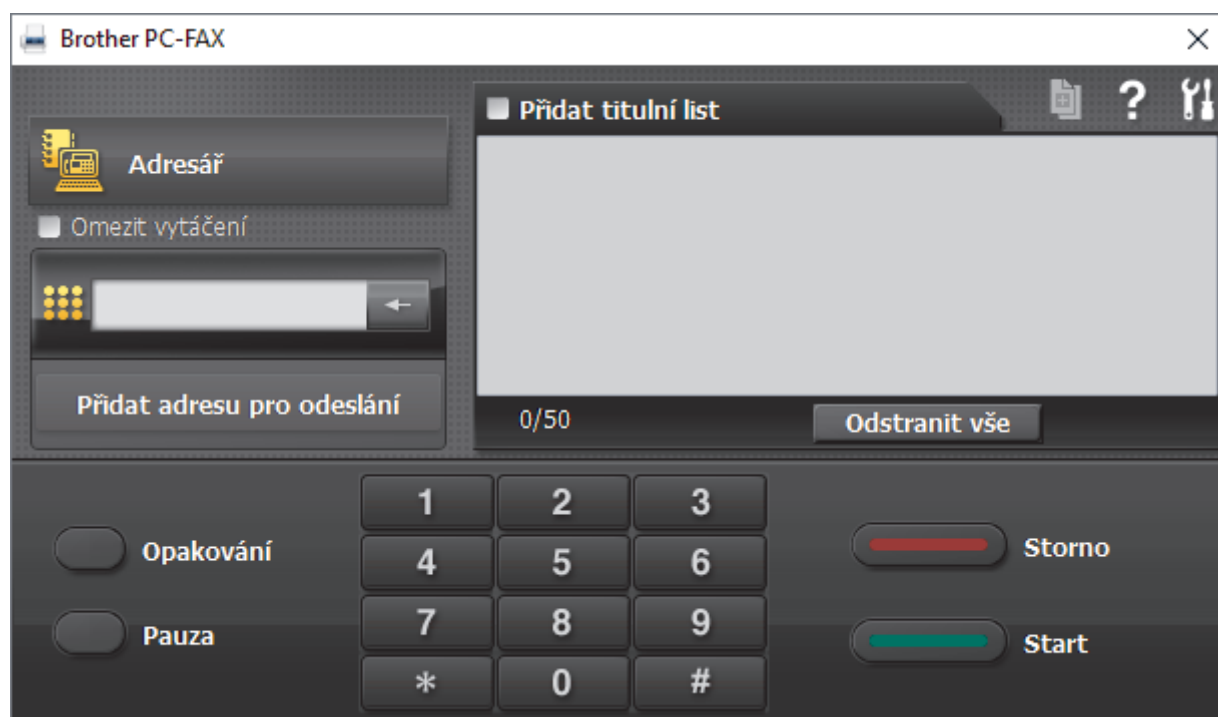 Brother PC-FAX
Přidat titulní list
?
Adresář
Omezit vytáčení
Přidat adresu pro odeslání
0/50
Odstranit vše
1 2 3
Opakování
Storno
4 5 6
7 8 9
Pauza
Start
* 0 #